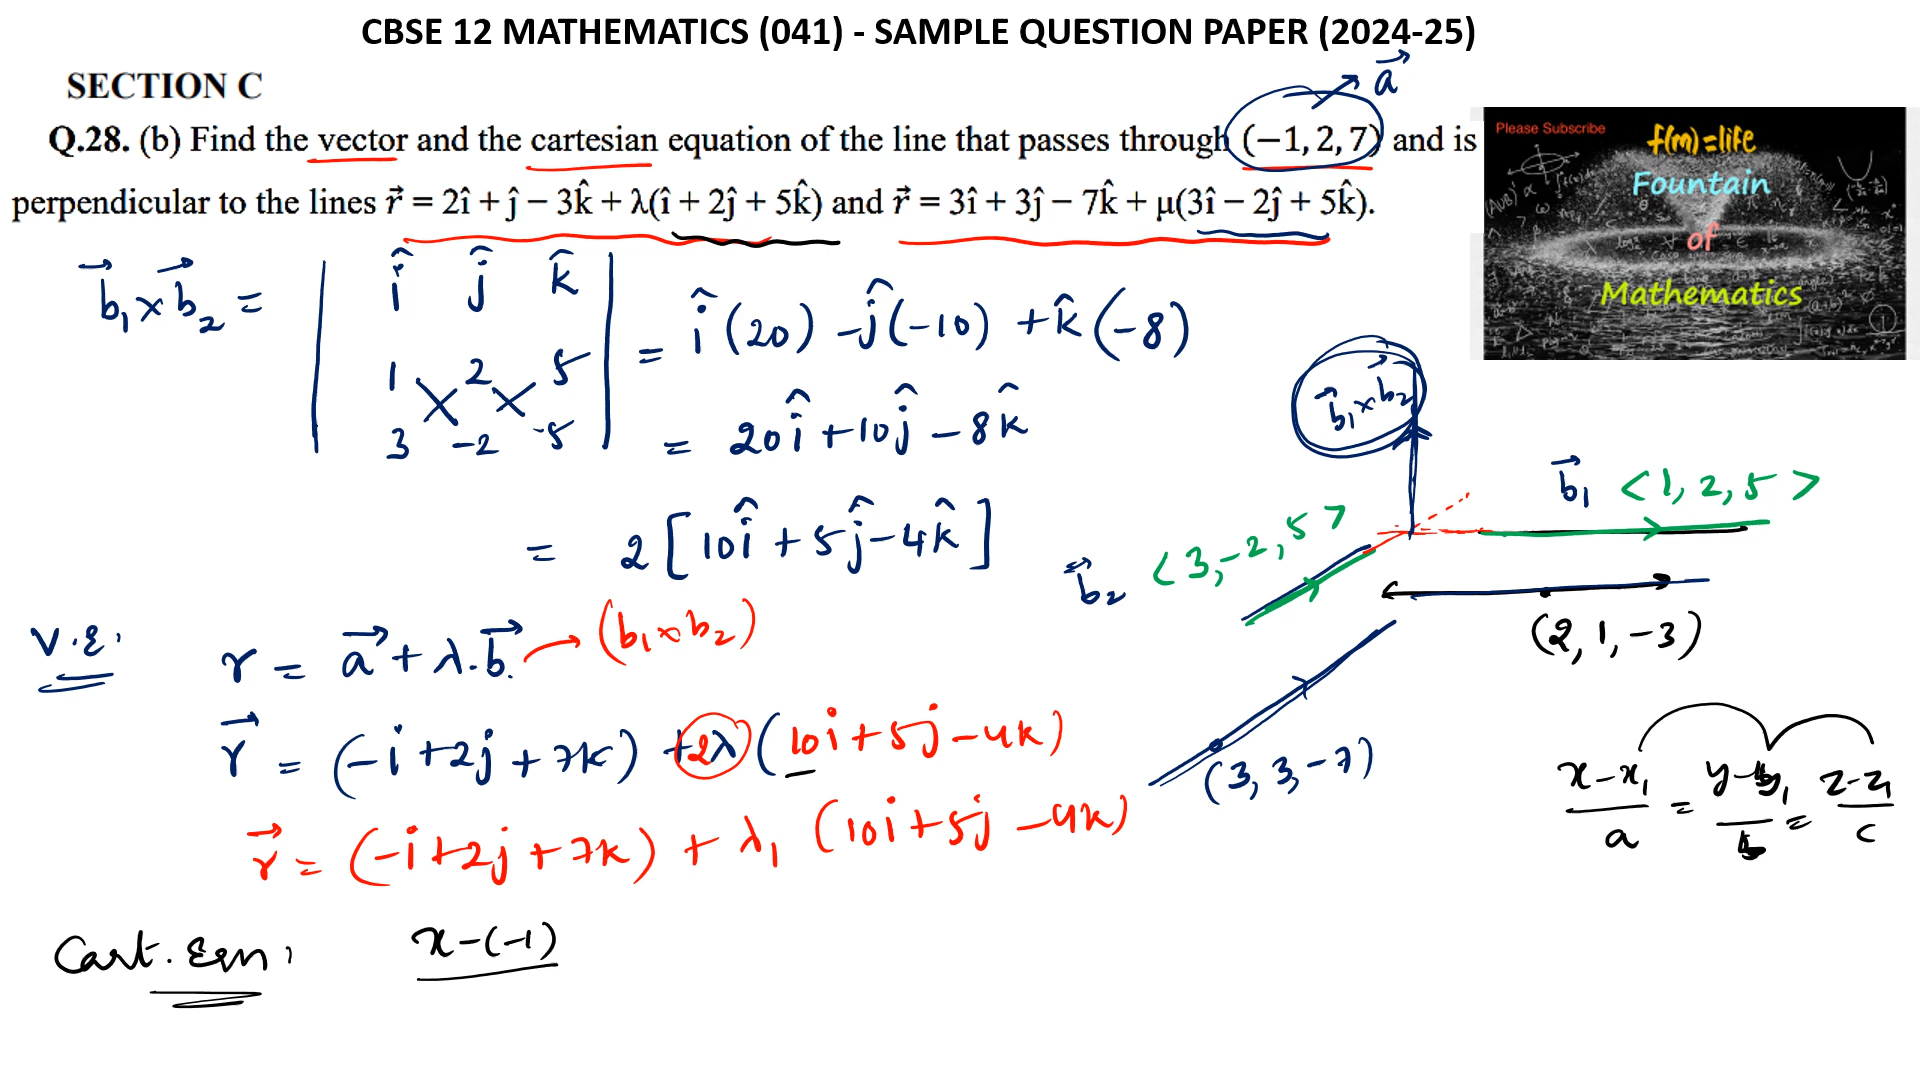 CBSE 12 MATHEMATICS (041) - SAMPLE QUESTION PAPER (2024-25)
SECTION C
a⃗
Q.28. (b) Find the vector and the cartesian equation of the line that passes through (−1, 2, 7) and is
perpendicular to the lines r⃗ = 2î + ĵ − 3k̂ + λ(î + 2ĵ + 5k̂) and r⃗ = 3î + 3ĵ − 7k̂ + μ(3î − 2ĵ + 5k̂).
Please Subscribe
f(m)=life
Fountain
of
Mathematics
b⃗₁ × b⃗₂ =
î ĵ k̂
1 2 5
3 -2 5
= î (20) - ĵ (-10) + k̂ (-8)
= 20î + 10ĵ - 8k̂
= 2 [10î + 5ĵ - 4k̂]
b⃗₁ × b⃗₂
b⃗₁ <1, 2, 5>
b⃗₂ <3, -2, 5>
(2, 1, -3)
(3, 3, -7)
V.E:
r = a⃗ + λ.b⃗. → (b₁ × b₂)
r⃗ = (-i + 2j + 7k) + 2λ (10i + 5j - 4k)
r⃗ = (-i + 2j + 7k) + λ₁ (10i + 5j - 4k)
x-x₁/a = y-y₁/b = z-z₁/c
Cart. Eqn:
x-(-1)